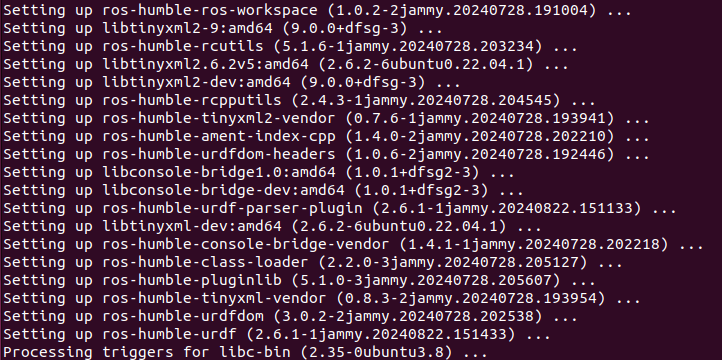 Setting up ros-humble-ros-workspace (1.0.2-2jammy.20240728.191004) ...
Setting up libtinyxml2-9:amd64 (9.0.0+dfsg-3) ...
Setting up ros-humble-rcutils (5.1.6-1jammy.20240728.203234) ...
Setting up libtinyxml2.6.2v5:amd64 (2.6.2-6ubuntu0.22.04.1) ...
Setting up libtinyxml2-dev:amd64 (9.0.0+dfsg-3) ...
Setting up ros-humble-rcpputils (2.4.3-1jammy.20240728.204545) ...
Setting up ros-humble-tinyxml2-vendor (0.7.6-1jammy.20240728.193941) ...
Setting up ros-humble-ament-index-cpp (1.4.0-2jammy.20240728.202210) ...
Setting up ros-humble-urdfdom-headers (1.0.6-2jammy.20240728.192446) ...
Setting up libconsole-bridge1.0:amd64 (1.0.1+dfsg2-3) ...
Setting up libconsole-bridge-dev:amd64 (1.0.1+dfsg2-3) ...
Setting up ros-humble-urdf-parser-plugin (2.6.1-1jammy.20240822.151133) ...
Setting up libtinyxml-dev:amd64 (2.6.2-6ubuntu0.22.04.1) ...
Setting up ros-humble-console-bridge-vendor (1.4.1-1jammy.20240728.202218) ...
Setting up ros-humble-class-loader (2.2.0-3jammy.20240728.205127) ...
Setting up ros-humble-pluginlib (5.1.0-3jammy.20240728.205607) ...
Setting up ros-humble-tinyxml-vendor (0.8.3-2jammy.20240728.193954) ...
Setting up ros-humble-urdfdom (3.0.2-2jammy.20240728.202538) ...
Setting up ros-humble-urdf (2.6.1-1jammy.20240822.151433) ...
Processing triggers for libc-bin (2.35-0ubuntu3.8) ...